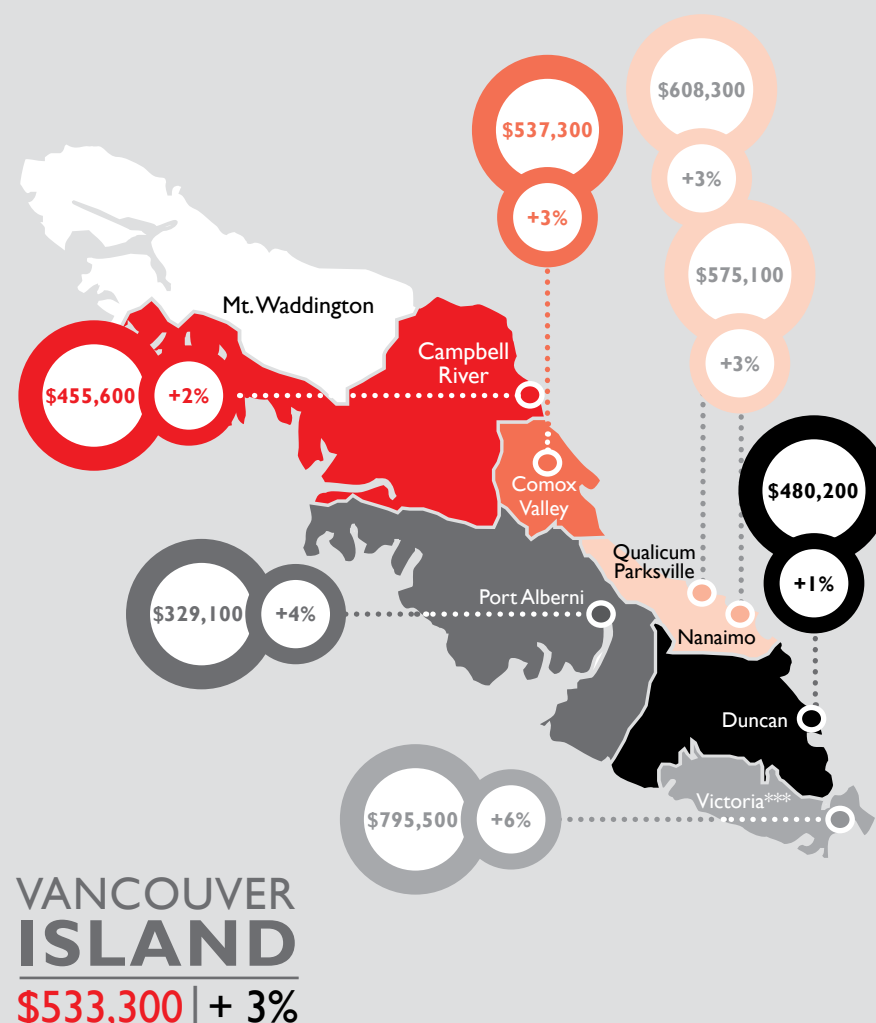 $608,300
+3%
$537,300
+3%
$575,100
+3%
Mt. Waddington
Campbell
River
$455,600
+2%
Comox
Valley
$480,200
+1%
Qualicum
Parksville
Port Alberni
$329,100
+4%
Nanaimo
Duncan
Victoria***
$795,500
+6%
VANCOUVER
ISLAND
$533,300 | + 3%